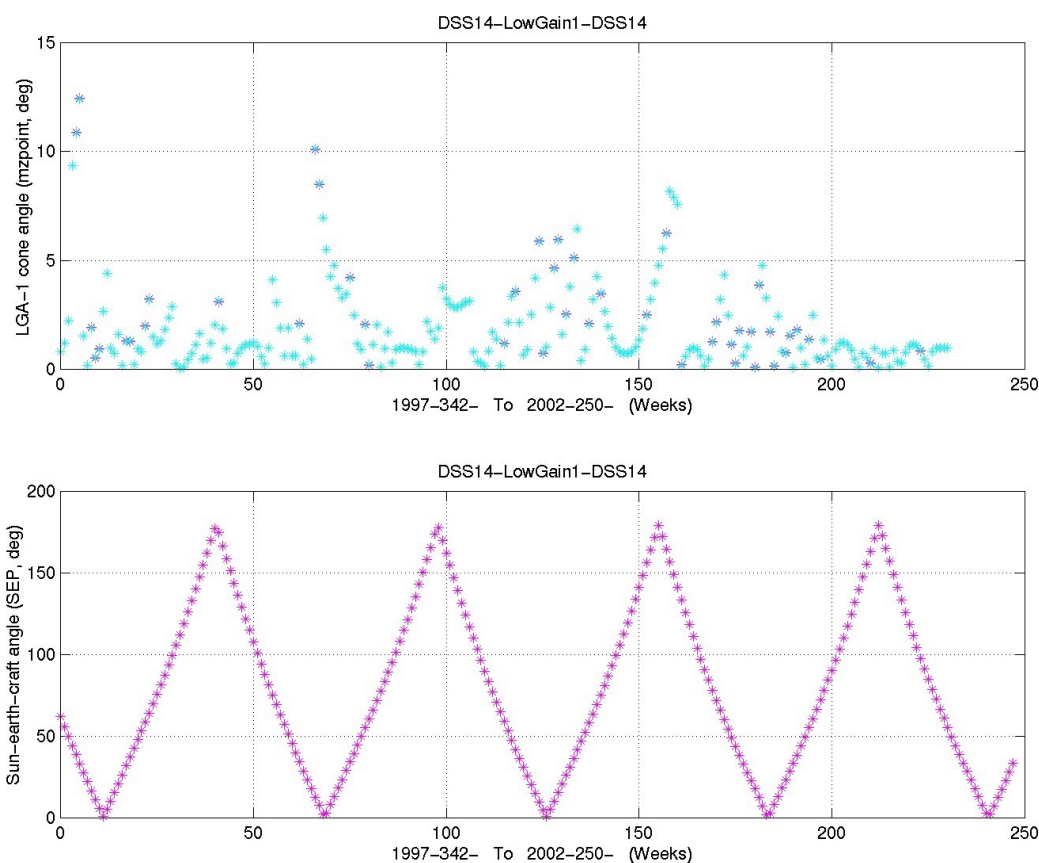 DSS14-LowGain1-DSS14
15
10
5
0
LGA-1 cone angle (mzpoint, deg)
0 50 100 150 200 250
1997-342- To 2002-250- (Weeks)
DSS14-LowGain1-DSS14
200
150
100
50
0
Sun-earth-craft angle (SEP, deg)
0 50 100 150 200 250
1997-342- To 2002-250- (Weeks)